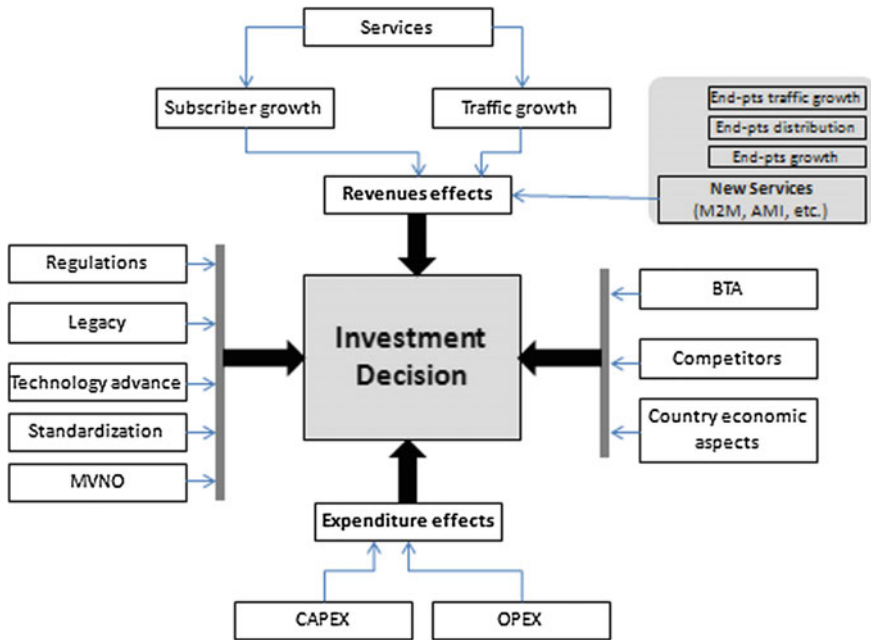 Services
Subscriber growth
Traffic growth
End-pts traffic growth
End-pts distribution
End-pts growth
New Services
(M2M, AMI, etc.)
Revenues effects
Regulations
Legacy
Technology advance
Standardization
MVNO
Investment
Decision
BTA
Competitors
Country economic
aspects
Expenditure effects
CAPEX
OPEX